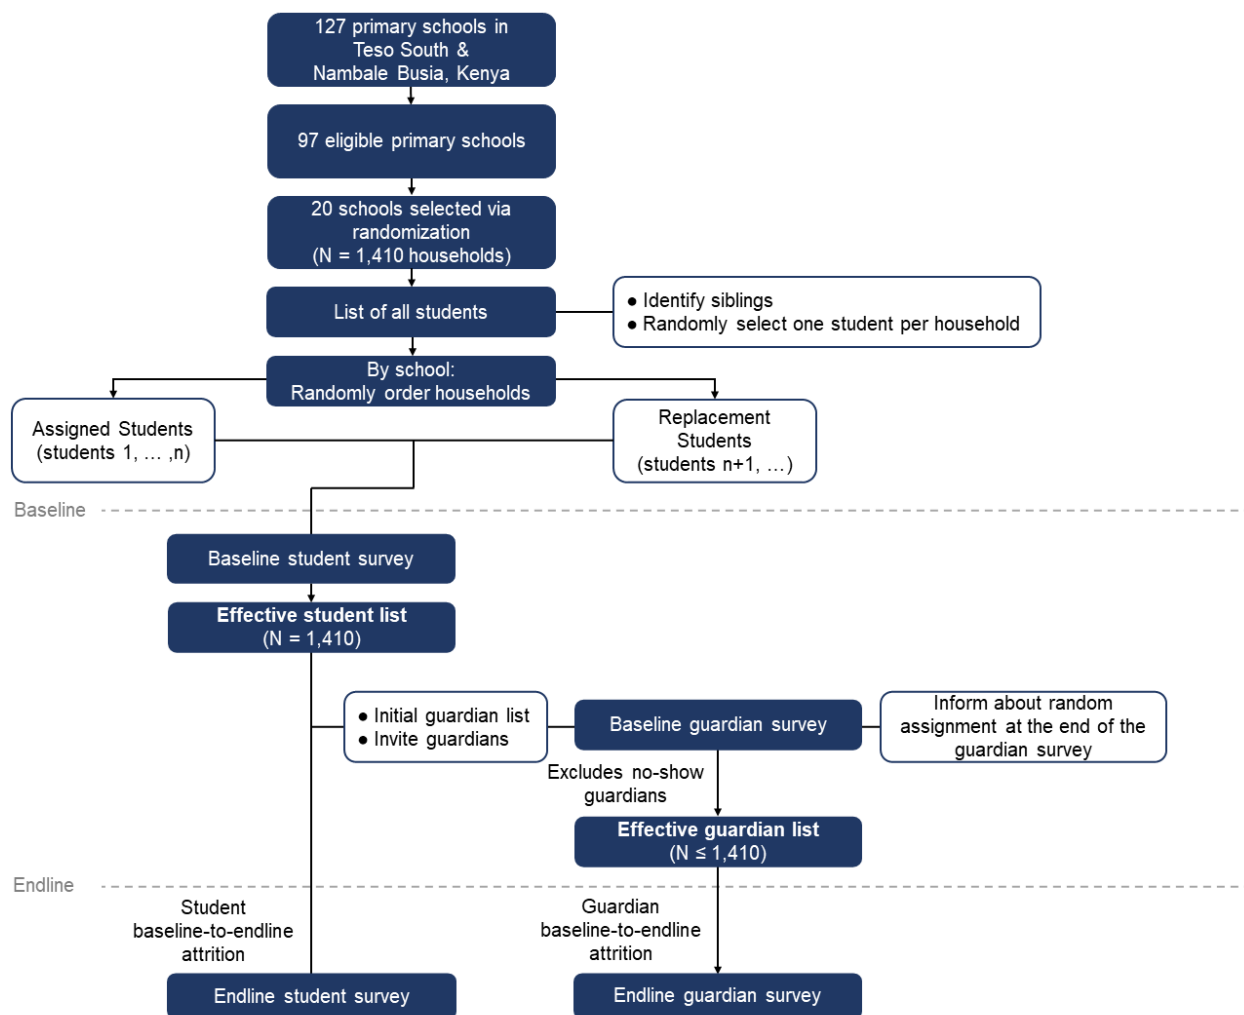 127 primary schools in
Teso South &
Nambale Busia, Kenya
97 eligible primary schools
20 schools selected via
randomization
(N = 1,410 households)
List of all students
● Identify siblings
● Randomly select one student per household
By school:
Randomly order households
Assigned Students
(students 1, … ,n)
Replacement
Students
(students n+1, …)
Baseline
Baseline student survey
Effective student list
(N = 1,410)
● Initial guardian list
● Invite guardians
Baseline guardian survey
Inform about random
assignment at the end of the
guardian survey
Excludes no-show
guardians
Effective guardian list
(N ≤ 1,410)
Endline
Student
baseline-to-endline
attrition
Guardian
baseline-to-endline
attrition
Endline student survey
Endline guardian survey